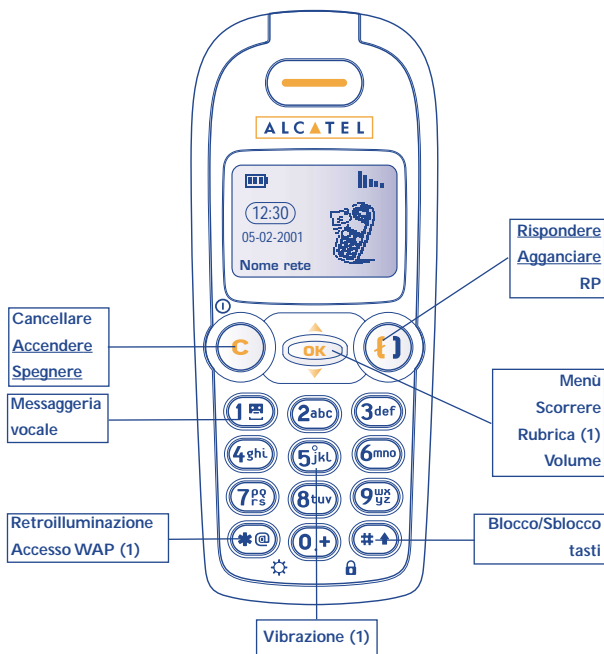 ALCATEL
12:30
05-02-2001
Nome rete
Rispondere
Agganciare
RP
Cancellare
Accendere
Spegnere
C
OK
Menù
Scorrere
Rubrica (1)
Volume
Messaggeria
vocale
1
2abc
3def
4ghi
5jkl
6mno
7pqrs
8tuv
9wxyz
Retroilluminazione
Accesso WAP (1)
*@
0.+
#
Blocco/Sblocco
tasti
Vibrazione (1)